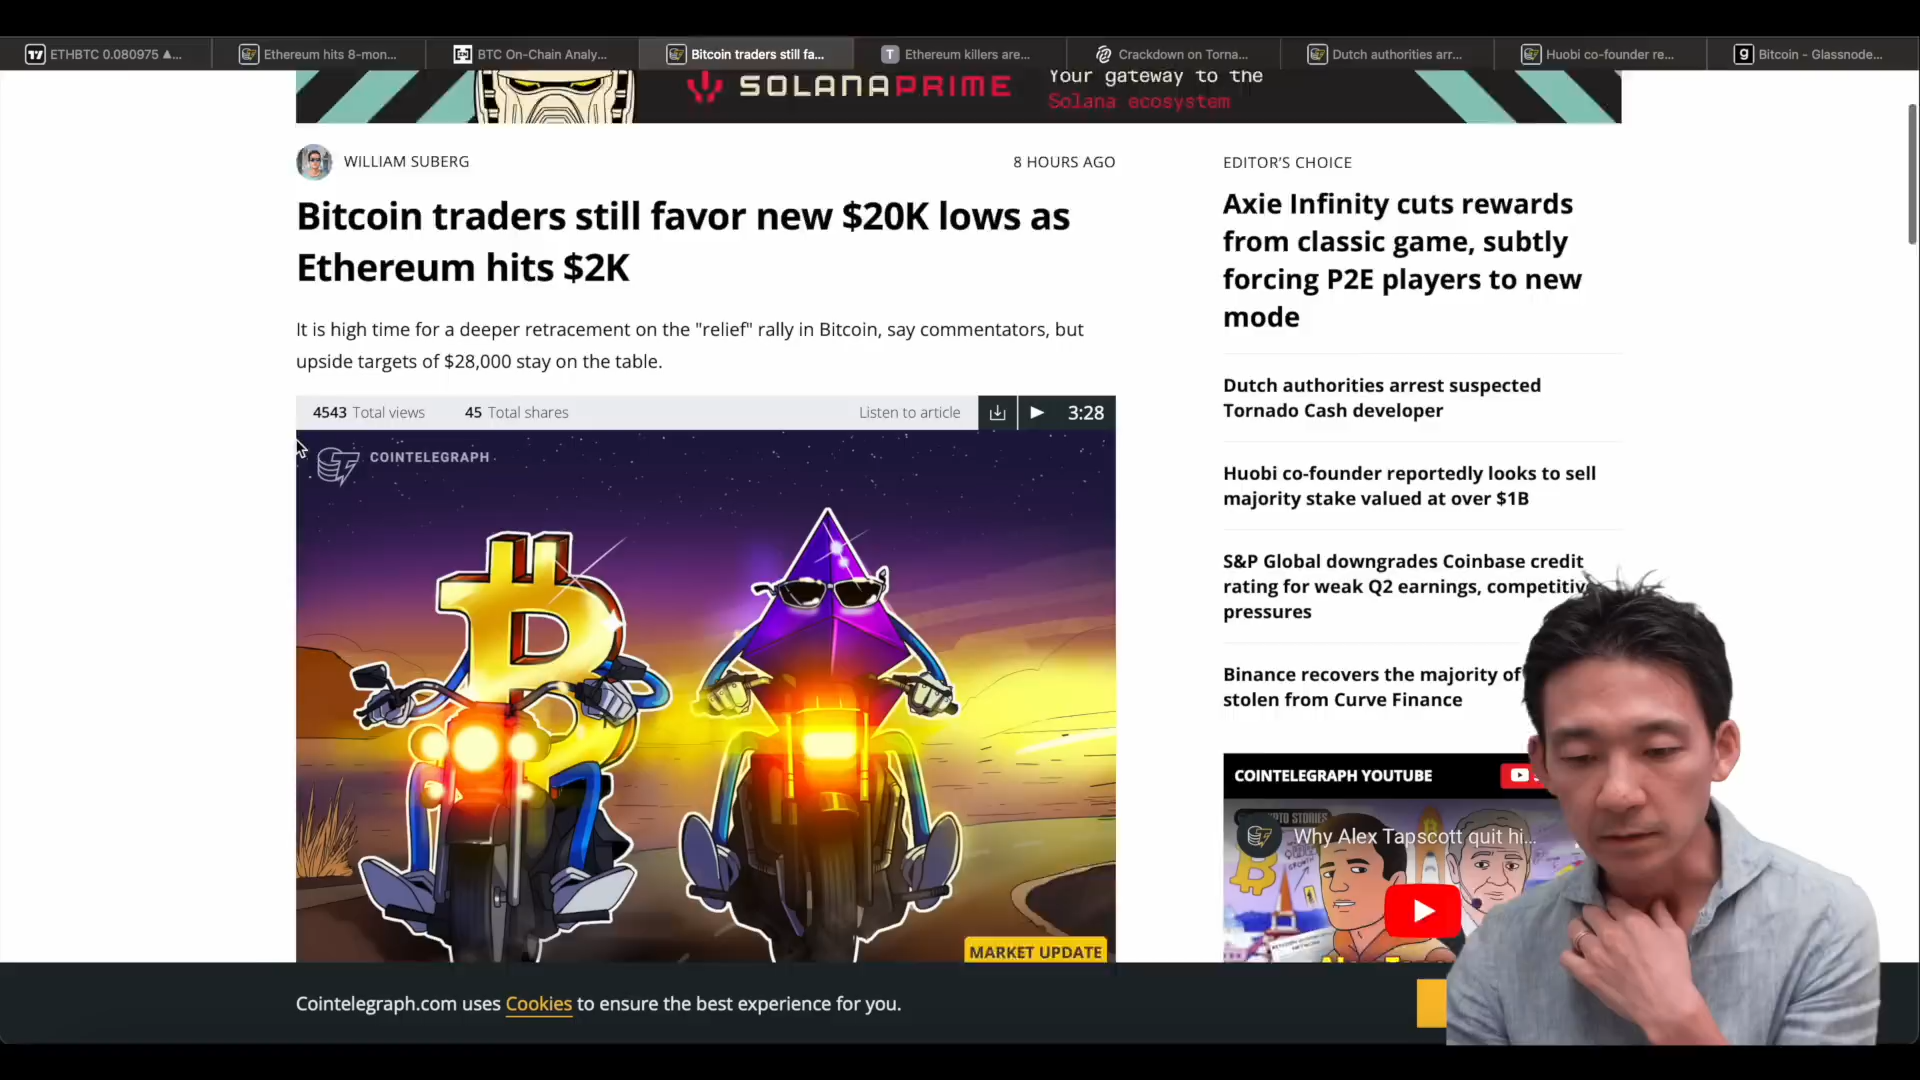 ETHBTC 0.080975 ▲...
Ethereum hits 8-mon...
BTC On-Chain Analy...
Bitcoin traders still fa...
Ethereum killers are...
Crackdown on Torna...
Dutch authorities arr...
Huobi co-founder re...
Bitcoin - Glassnode...
SOLANAPRIME
Your gateway to the
Solana ecosystem
WILLIAM SUBERG
8 HOURS AGO
Bitcoin traders still favor new $20K lows as
Ethereum hits $2K
It is high time for a deeper retracement on the "relief" rally in Bitcoin, say commentators, but
upside targets of $28,000 stay on the table.
4543 Total views
45 Total shares
Listen to article
3:28
COINTELEGRAPH
MARKET UPDATE
EDITOR'S CHOICE
Axie Infinity cuts rewards
from classic game, subtly
forcing P2E players to new
mode
Dutch authorities arrest suspected
Tornado Cash developer
Huobi co-founder reportedly looks to sell
majority stake valued at over $1B
S&P Global downgrades Coinbase credit
rating for weak Q2 earnings, competitiv
pressures
Binance recovers the majority of
stolen from Curve Finance
COINTELEGRAPH YOUTUBE
Why Alex Tapscott quit hi...
Cointelegraph.com uses Cookies to ensure the best experience for you.